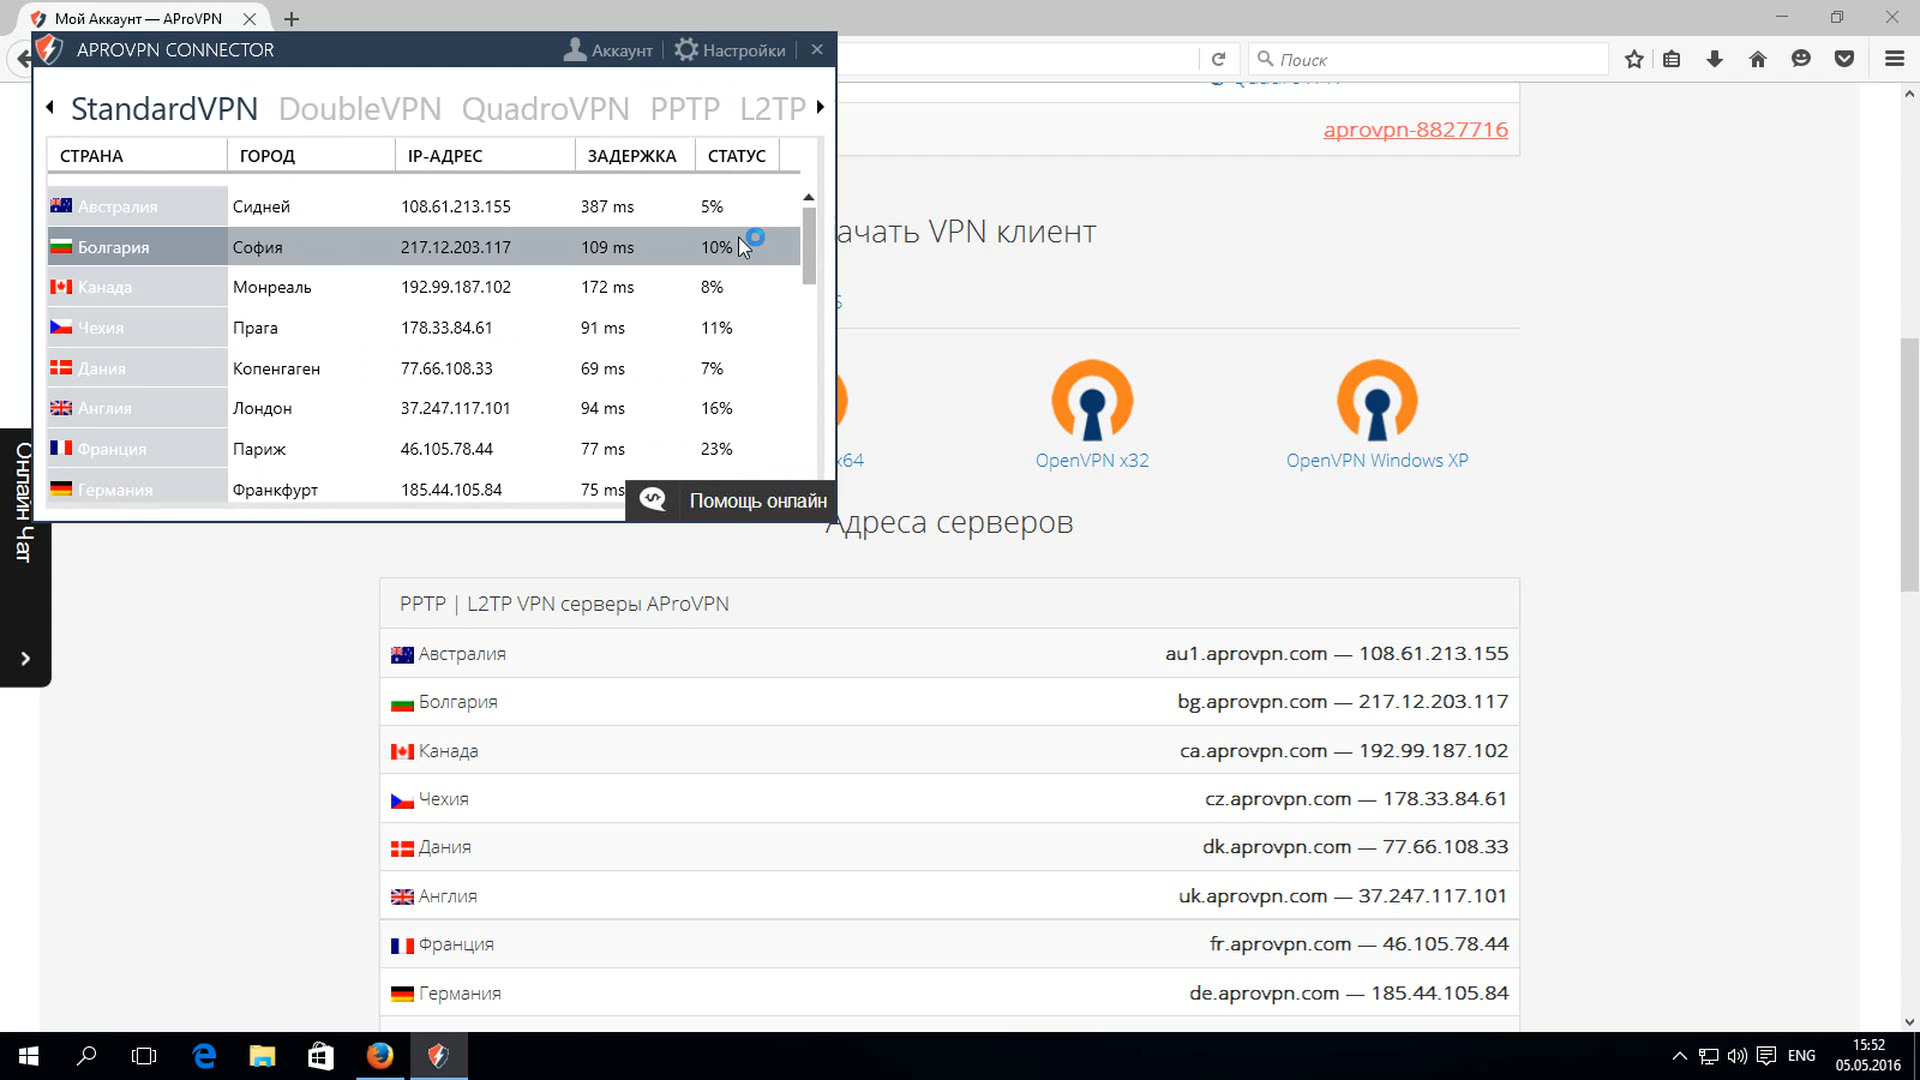 Мой Аккаунт — AProVPN
APROVPN CONNECTOR
Аккаунт
Настройки
Поиск
StandardVPN DoubleVPN QuadroVPN PPTP L2TP
aprovpn-8827716
СТРАНА ГОРОД IP-АДРЕС ЗАДЕРЖКА СТАТУС
Австралия Сидней 108.61.213.155 387 ms 5%
Болгария София 217.12.203.117 109 ms 10%
Канада Монреаль 192.99.187.102 172 ms 8%
Чехия Прага 178.33.84.61 91 ms 11%
Дания Копенгаген 77.66.108.33 69 ms 7%
Англия Лондон 37.247.117.101 94 ms 16%
Франция Париж 46.105.78.44 77 ms 23%
Германия Франкфурт 185.44.105.84 75 ms
Помощь онлайн
ачать VPN клиент
x64
OpenVPN x32
OpenVPN Windows XP
Онлайн Чат
Адреса серверов
PPTP | L2TP VPN серверы AProVPN
Австралия au1.aprovpn.com — 108.61.213.155
Болгария bg.aprovpn.com — 217.12.203.117
Канада ca.aprovpn.com — 192.99.187.102
Чехия cz.aprovpn.com — 178.33.84.61
Дания dk.aprovpn.com — 77.66.108.33
Англия uk.aprovpn.com — 37.247.117.101
Франция fr.aprovpn.com — 46.105.78.44
Германия de.aprovpn.com — 185.44.105.84
ENG
15:52
05.05.2016